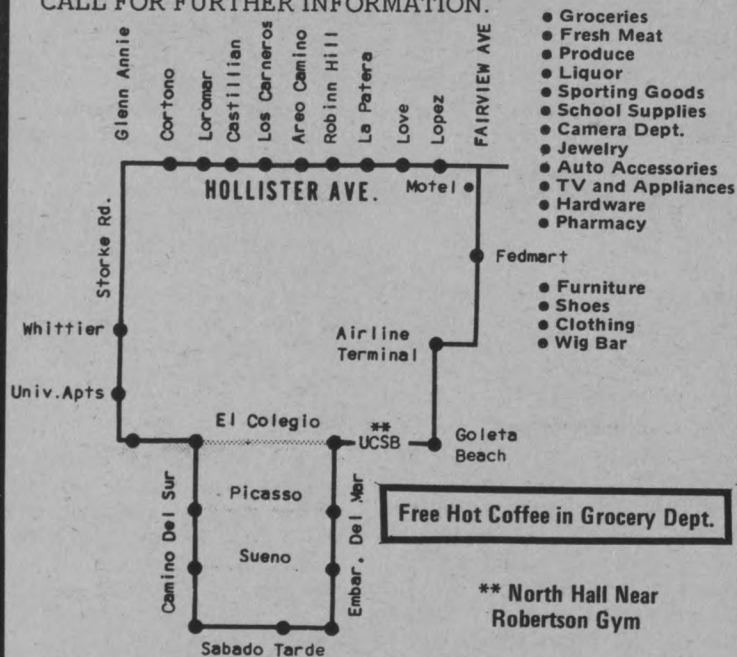 CALL FOR FURTHER INFORMATION.
Glenn Annie
Cortono
Loromar
Castillian
Los Carneros
Areo Camino
Robinn Hill
La Patera
Love
Lopez
FAIRVIEW AVE
HOLLISTER AVE.
Motel
Storke Rd.
Fedmart
Whittier
Airline
Terminal
Univ.Apts
El Colegio
**
UCSB
Goleta
Beach
Camino Del Sur
Picasso
Sueno
Embar. Del Mar
Sabado Tarde
• Groceries
• Fresh Meat
• Produce
• Liquor
• Sporting Goods
• School Supplies
• Camera Dept.
• Jewelry
• Auto Accessories
• TV and Appliances
• Hardware
• Pharmacy
• Furniture
• Shoes
• Clothing
• Wig Bar
Free Hot Coffee in Grocery Dept.
** North Hall Near
Robertson Gym